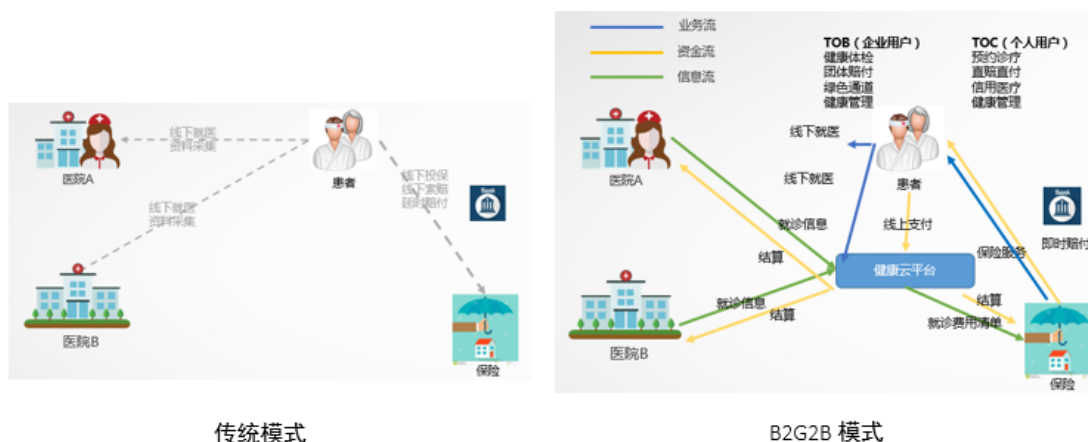 线下就医
资料采集
医院A
患者
线下就医
资料采集
线下投保
线下索赔
延时赔付
Bank
医院B
保险
传统模式
业务流
资金流
信息流
TOB（企业用户）
健康体检
团体赔付
绿色通道
健康管理
TOC（个人用户）
预约诊疗
直赔直付
信用医疗
健康管理
医院A
线下就医
线下就医
患者
Bank
就诊信息
线上支付
即时赔付
结算
保险服务
健康云平台
就诊信息
结算
结算
就诊费用清单
医院B
保险
B2G2B 模式